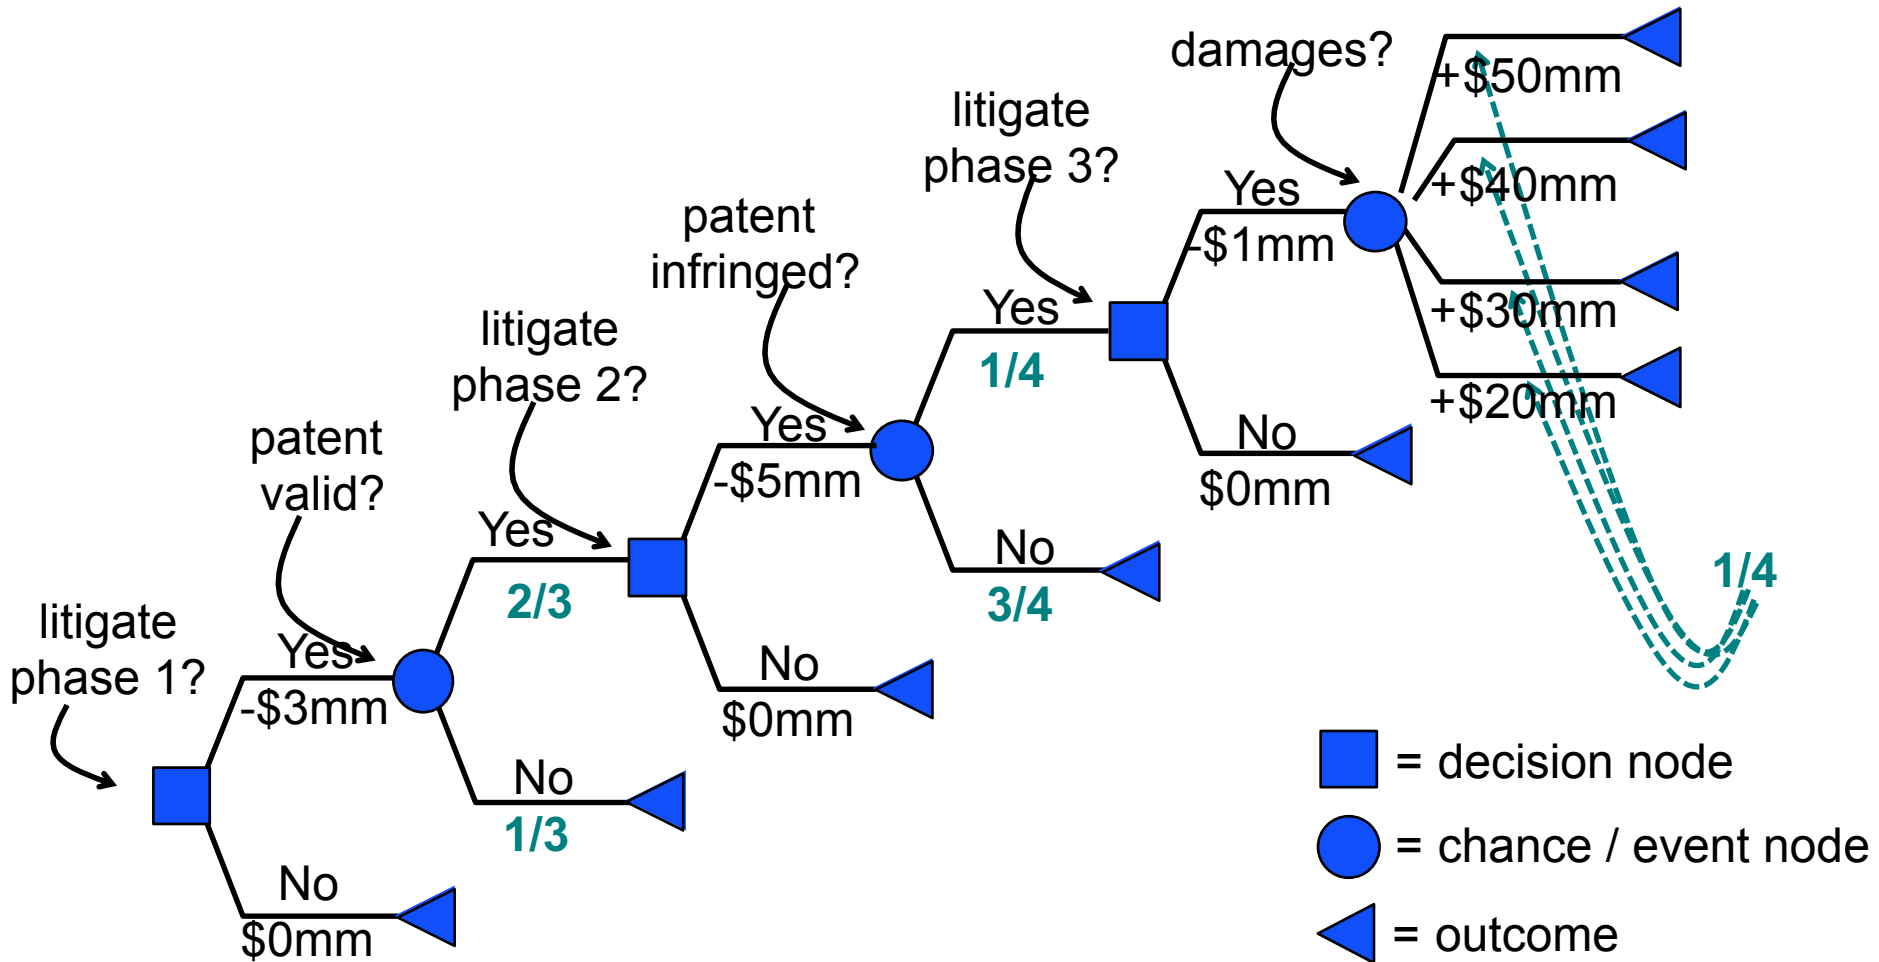 litigate
phase 1?
Yes
-$3mm
No
$0mm
patent
valid?
Yes
2/3
No
1/3
litigate
phase 2?
Yes
-$5mm
No
$0mm
patent
infringed?
Yes
1/4
No
3/4
litigate
phase 3?
Yes
-$1mm
No
$0mm
damages?
+$50mm
+$40mm
+$30mm
+$20mm
1/4
= decision node
= chance / event node
= outcome